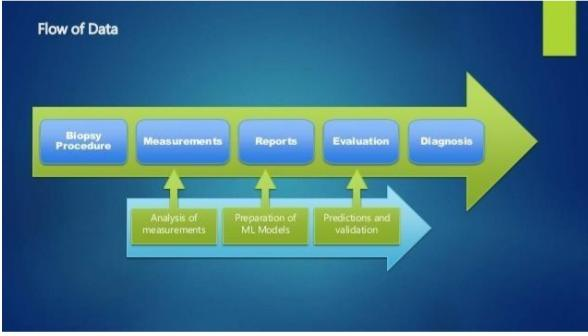 Flow of Data
Biopsy
Procedure
Measurements
Reports
Evaluation
Diagnosis
Analysis of
measurements
Preparation of
ML Models
Predictions and
validation